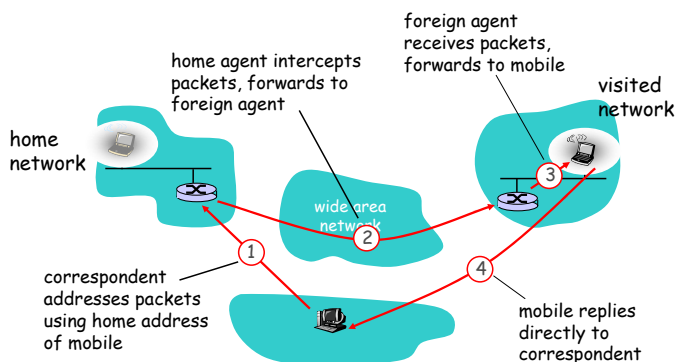 foreign agent
receives packets,
forwards to mobile
home agent intercepts
packets, forwards to
foreign agent
visited
network
home
network
3
wide area
network
2
1
4
correspondent
addresses packets
using home address
of mobile
mobile replies
directly to
correspondent